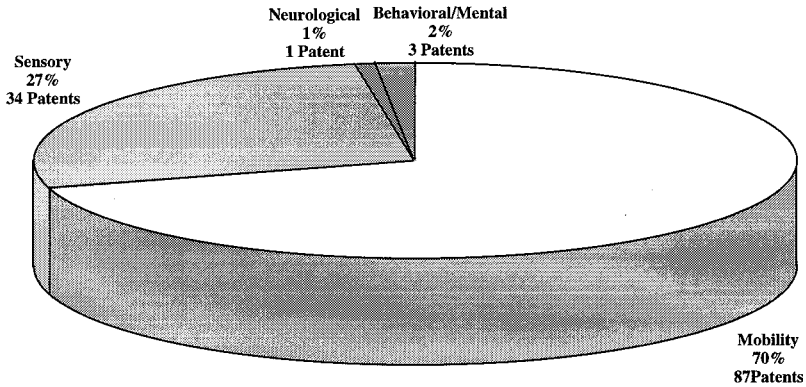 Neurological
1%
1 Patent
Behavioral/Mental
2%
3 Patents
Sensory
27%
34 Patents
Mobility
70%
87Patents